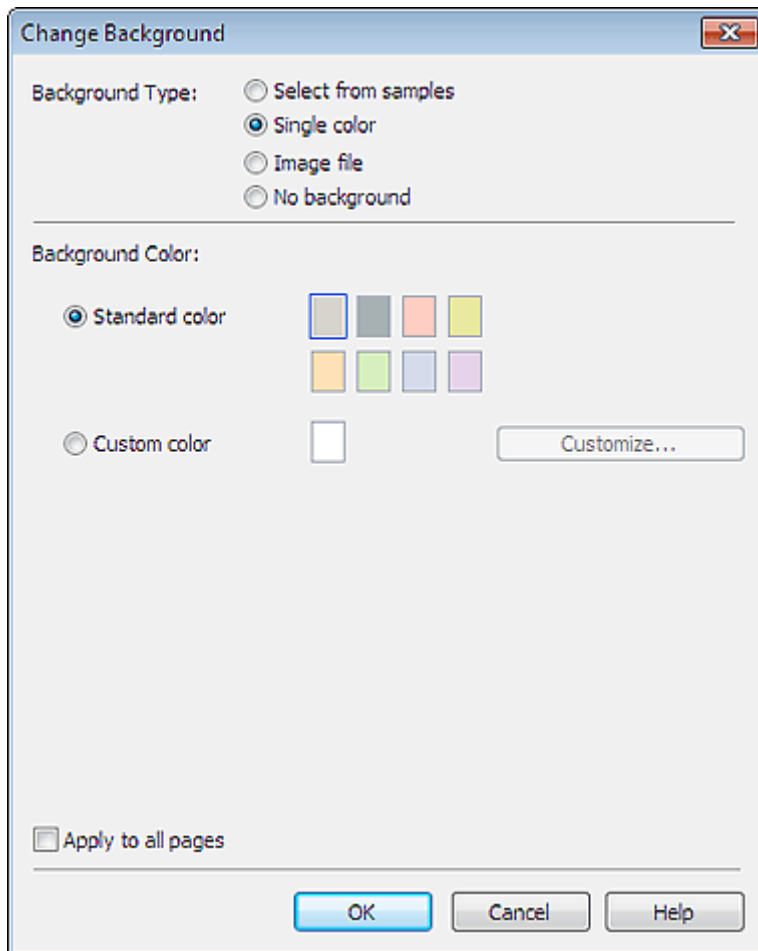 Change Background
Background Type:
Select from samples
Single color
Image file
No background
Background Color:
Standard color
Custom color
Customize...
Apply to all pages
OK Cancel Help